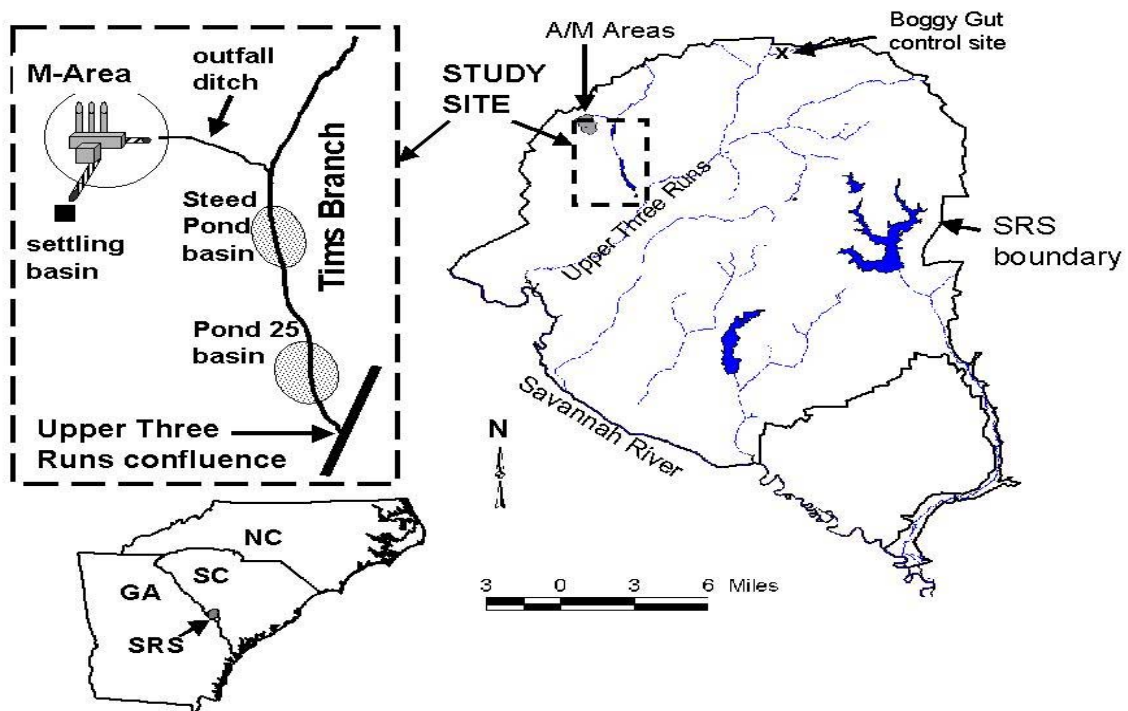 M-Area
outfall
ditch
settling
basin
Steed
Pond
basin
Tims Branch
Pond 25
basin
Upper Three
Runs confluence
STUDY
SITE
A/M Areas
Boggy Gut
control site
x
Upper Three Runs
SRS
boundary
Savannah River
N
3 0 3 6 Miles
NC
SC
GA
SRS